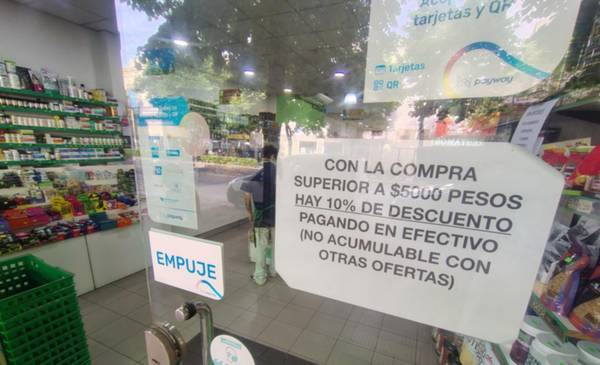 tarjetas y QR
Tarjetas
QR
payway
CON LA COMPRA
SUPERIOR A $5000 PESOS
HAY 10% DE DESCUENTO
PAGANDO EN EFECTIVO
(NO ACUMULABLE CON
OTRAS OFERTAS)
EMPUJE